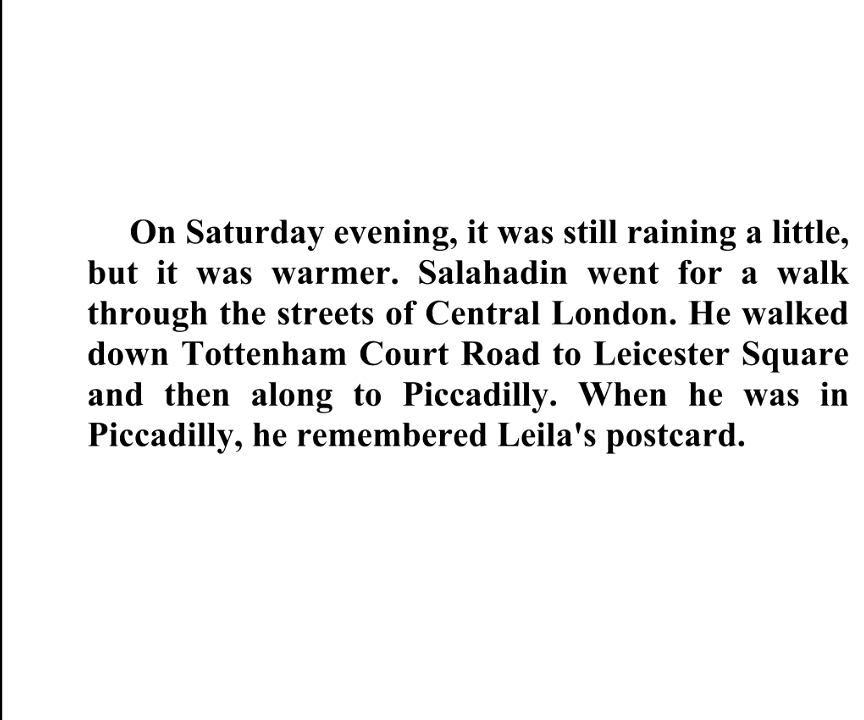 On Saturday evening, it was still raining a little,
but it was warmer. Salahadin went for a walk
through the streets of Central London. He walked
down Tottenham Court Road to Leicester Square
and then along to Piccadilly. When he was in
Piccadilly, he remembered Leila's postcard.